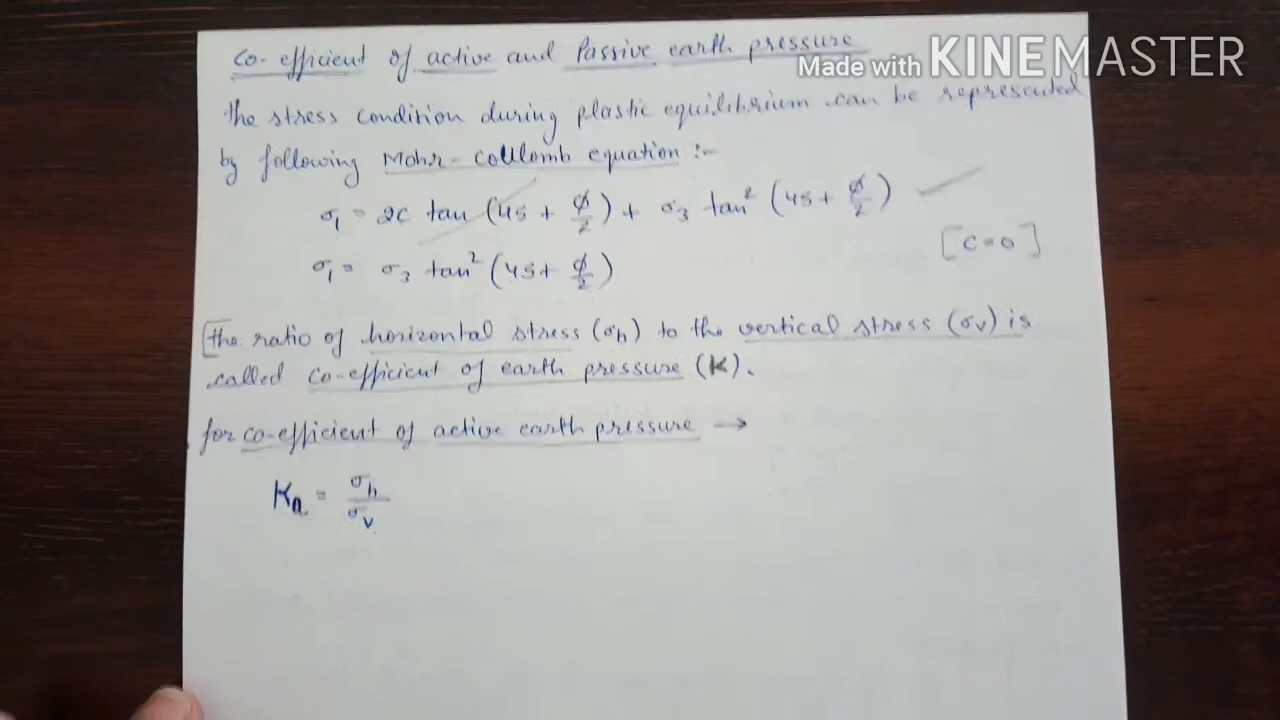 Co-efficient of active and Passive earth pressure
Made with KINEMASTER
the stress condition during plastic equilibrium can be represented
by following Mohr-Coulomb equation :-
σ₁ = 2C tan (45 + ϕ/2) + σ₃ tan² (45 + ϕ/2)
[C=0]
σ₁ = σ₃ tan² (45 + ϕ/2)
[the ratio of horizontal stress (σh) to the vertical stress (σv) is
called co-efficient of earth pressure (K).
for co-efficient of active earth pressure →
Ka = σh/σv